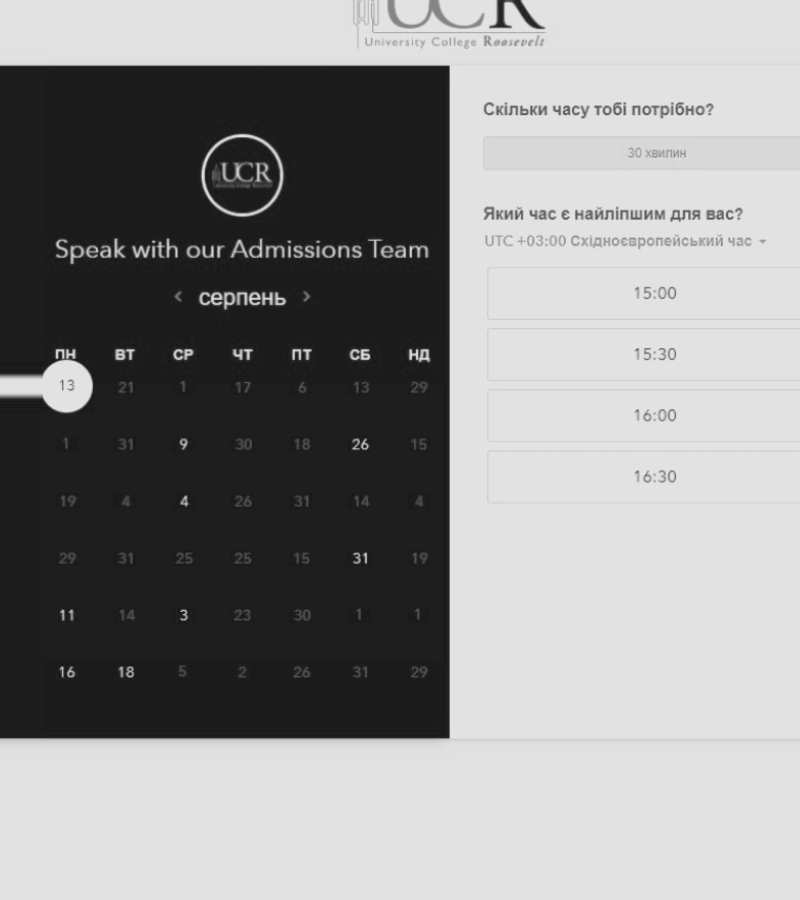 UCR
University College Roosevelt
UCR
Speak with our Admissions Team
< серпень >
ПН ВТ СР ЧТ ПТ СБ НД
13 21 1 17 6 13 29
1 31 9 30 18 26 15
19 4 4 26 31 14 4
29 31 25 25 15 31 19
11 14 3 23 30 1 1
16 18 5 2 26 31 29
Скільки часу тобі потрібно?
30 хвилин
Який час є найліпшим для вас?
UTC +03:00 Східноєвропейський час
15:00
15:30
16:00
16:30